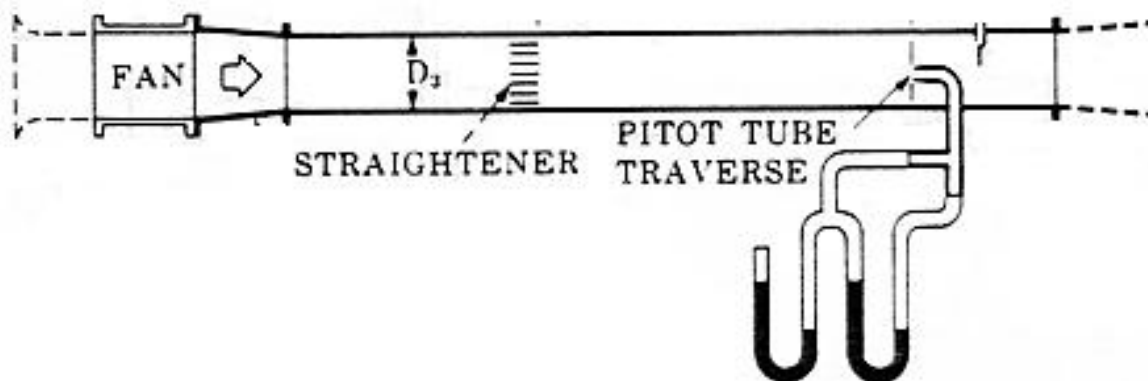 FAN
D₃
STRAIGHTENER
PITOT TUBE
TRAVERSE